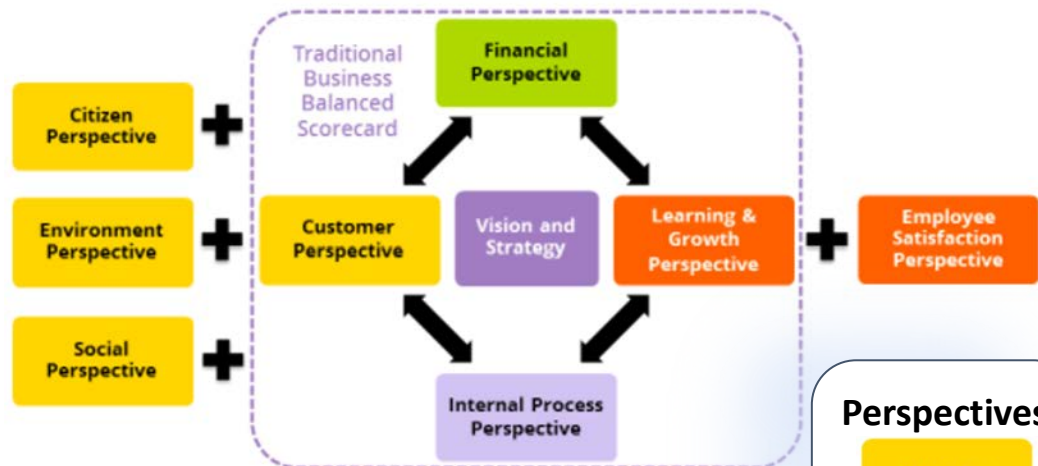 Traditional
Business
Balanced
Scorecard
Financial
Perspective
Citizen
Perspective
Environment
Perspective
Customer
Perspective
Vision and
Strategy
Learning &
Growth
Perspective
Employee
Satisfaction
Perspective
Social
Perspective
Internal Process
Perspective
Perspectives